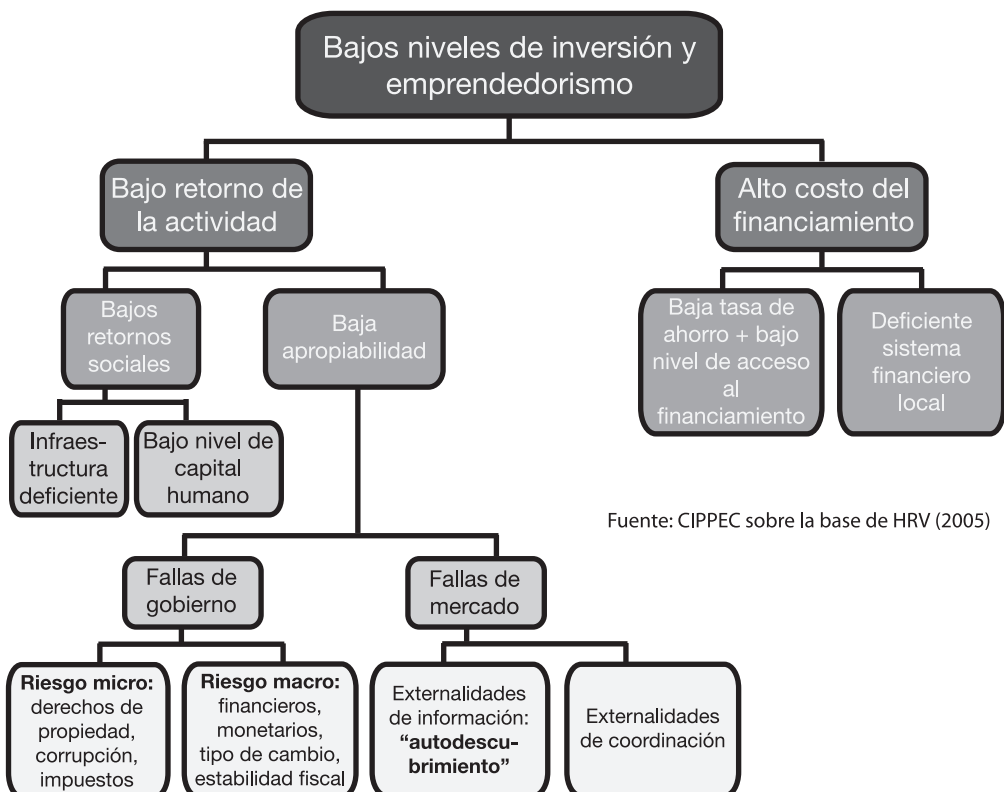 Bajos niveles de inversión y
emprendedorismo
Bajo retorno de
la actividad
Alto costo del
financiamiento
Bajos
retornos
sociales
Baja
apropiabilidad
Baja tasa de
ahorro + bajo
nivel de acceso
al
financiamiento
Deficiente
sistema
financiero
local
Infraes-
tructura
deficiente
Bajo nivel de
capital
humano
Fuente: CIPPEC sobre la base de HRV (2005)
Fallas de
gobierno
Fallas de
mercado
Riesgo micro:
derechos de
propiedad,
corrupción,
impuestos
Riesgo macro:
financieros,
monetarios,
tipo de cambio,
estabilidad fiscal
Externalidades
de información:
“autodescu-
brimiento”
Externalidades
de coordinación